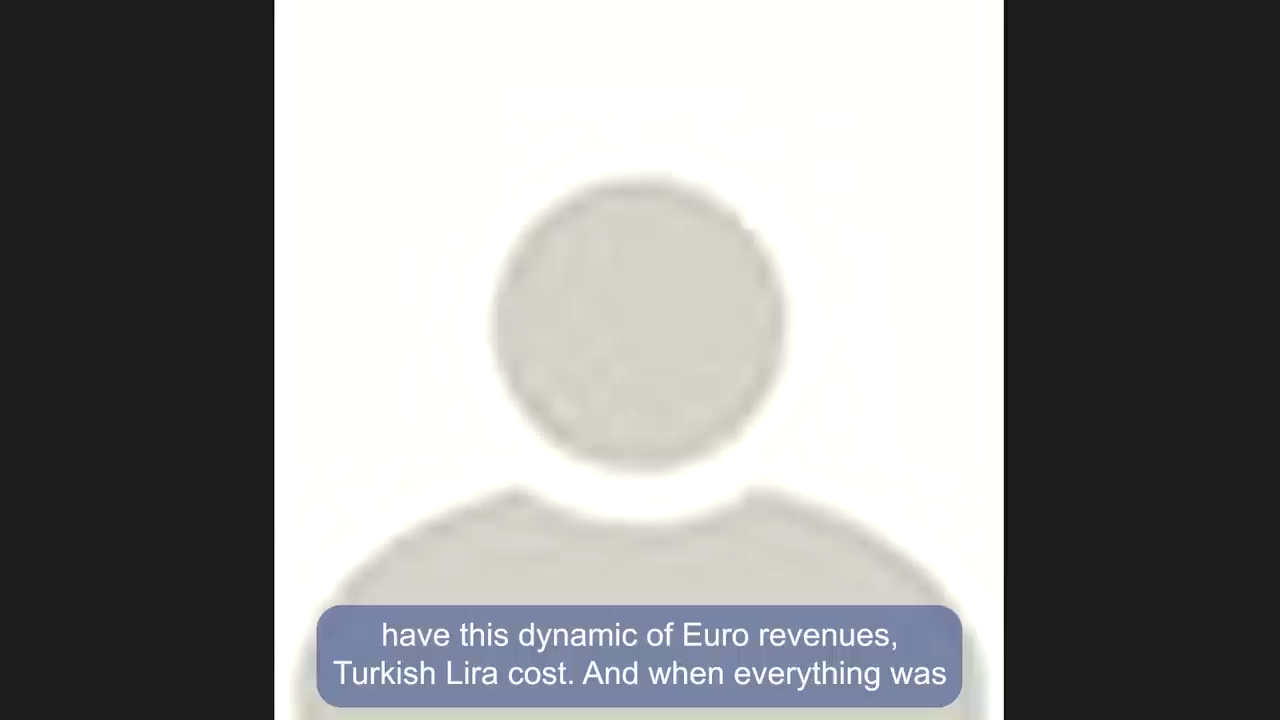 have this dynamic of Euro revenues,
Turkish Lira cost. And when everything was